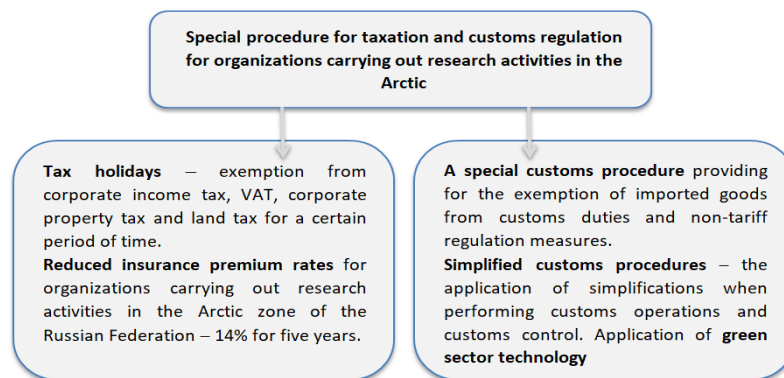 Special procedure for taxation and customs regulation
for organizations carrying out research activities in the
Arctic
Tax holidays – exemption from
corporate income tax, VAT, corporate
property tax and land tax for a certain
period of time.
Reduced insurance premium rates for
organizations carrying out research
activities in the Arctic zone of the
Russian Federation – 14% for five years.
A special customs procedure providing
for the exemption of imported goods
from customs duties and non-tariff
regulation measures.
Simplified customs procedures – the
application of simplifications when
performing customs operations and
customs control. Application of green
sector technology